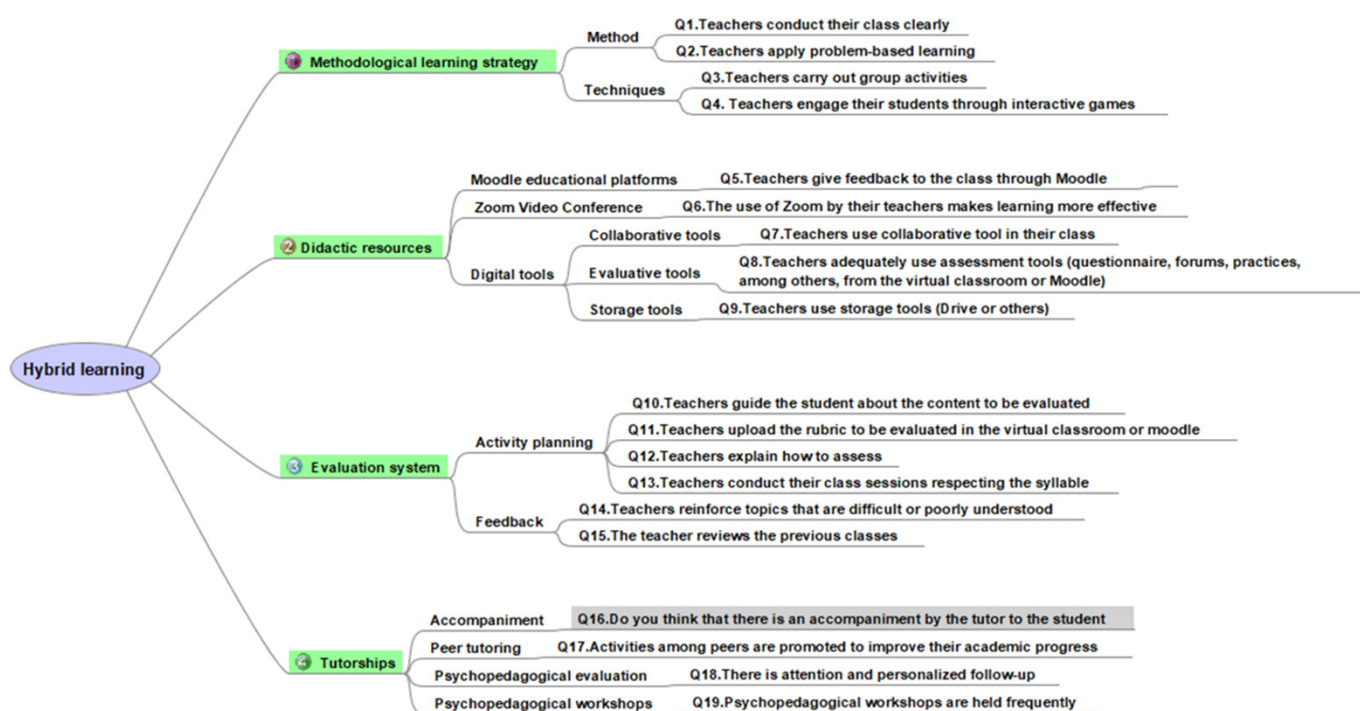 Hybrid learning
Methodological learning strategy
Method
Q1.Teachers conduct their class clearly
Q2.Teachers apply problem-based learning
Techniques
Q3.Teachers carry out group activities
Q4. Teachers engage their students through interactive games
2 Didactic resources
Moodle educational platforms
Q5.Teachers give feedback to the class through Moodle
Zoom Video Conference
Q6.The use of Zoom by their teachers makes learning more effective
Digital tools
Collaborative tools
Q7.Teachers use collaborative tool in their class
Evaluative tools
Q8.Teachers adequately use assessment tools (questionnaire, forums, practices,
among others, from the virtual classroom or Moodle)
Storage tools
Q9.Teachers use storage tools (Drive or others)
3 Evaluation system
Activity planning
Q10.Teachers guide the student about the content to be evaluated
Q11.Teachers upload the rubric to be evaluated in the virtual classroom or moodle
Q12.Teachers explain how to assess
Q13.Teachers conduct their class sessions respecting the syllable
Feedback
Q14.Teachers reinforce topics that are difficult or poorly understood
Q15.The teacher reviews the previous classes
4 Tutorships
Accompaniment
Q16.Do you think that there is an accompaniment by the tutor to the student
Peer tutoring
Q17.Activities among peers are promoted to improve their academic progress
Psychopedagogical evaluation
Q18.There is attention and personalized follow-up
Psychopedagogical workshops
Q19.Psychopedagogical workshops are held frequently